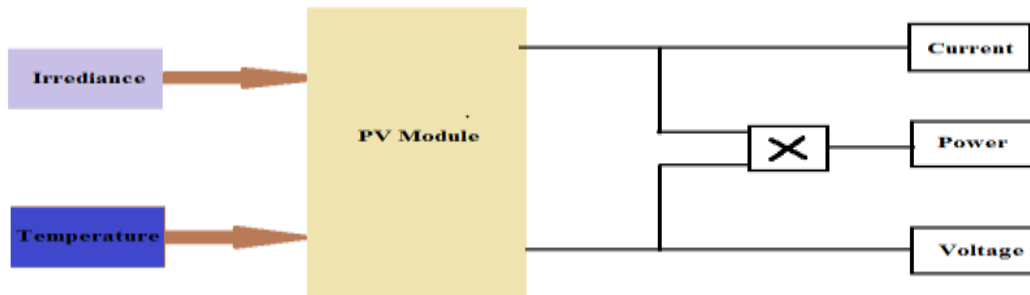 Irrediance
Temperature
PV Module
Current
Power
Voltage